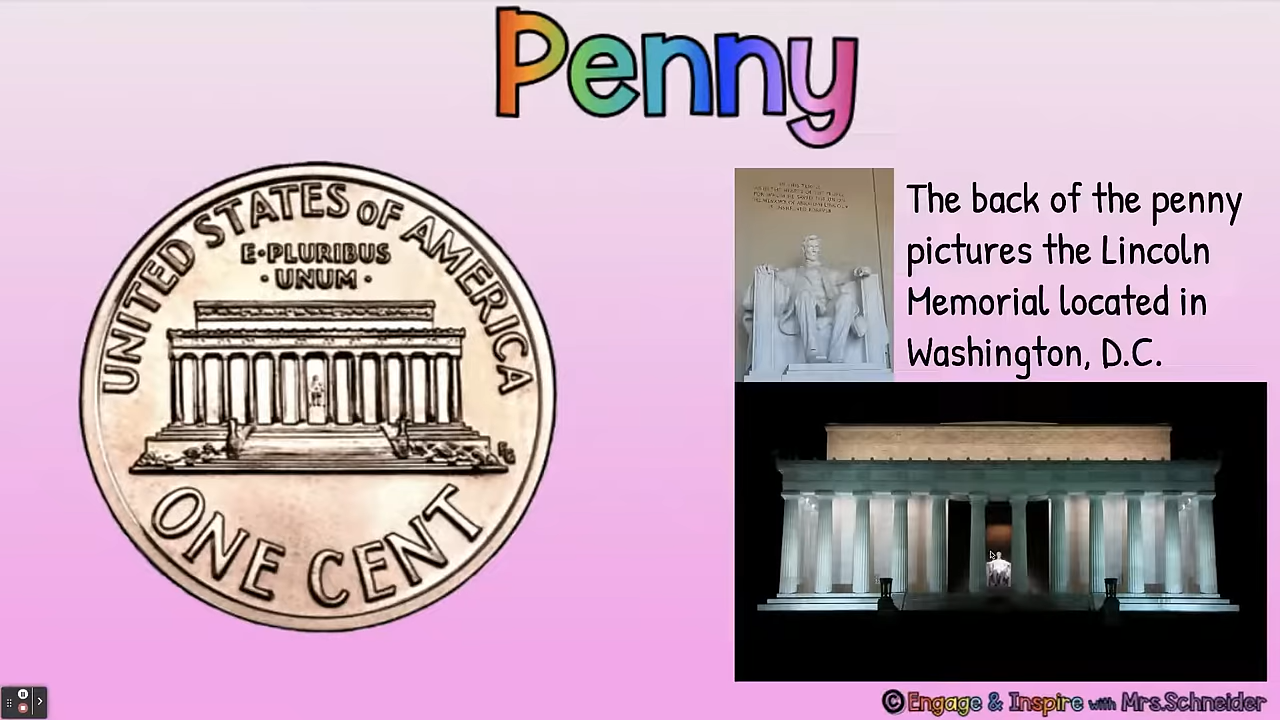 Penny
UNITED STATES OF AMERICA
E·PLURIBUS
·UNUM·
ONE CENT
The back of the penny
pictures the Lincoln
Memorial located in
Washington, D.C.
© Engage & Inspire with Mrs.Schneider